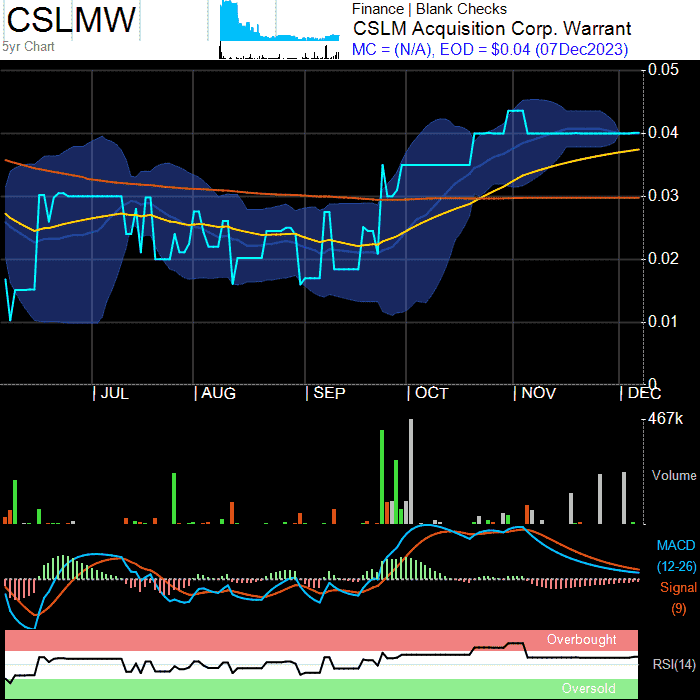 CSLMW
5yr Chart
Finance | Blank Checks
CSLM Acquisition Corp. Warrant
MC = (N/A), EOD = $0.04 (07Dec2023)
0.05
0.04
0.03
0.02
0.01
0
JUL
AUG
SEP
OCT
NOV
DEC
467k
Volume
MACD
(12-26)
Signal
(9)
Overbought
RSI(14)
Oversold